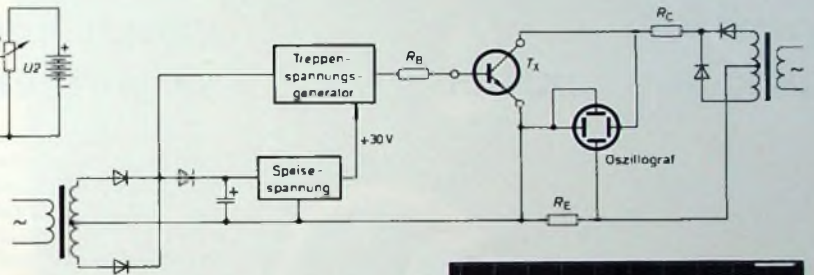 U2
+
−
Treppen-
spannungs-
generator
R_B
T_X
R_C
~
+30 V
Speise-
spannung
+
Oszillograf
~
R_E